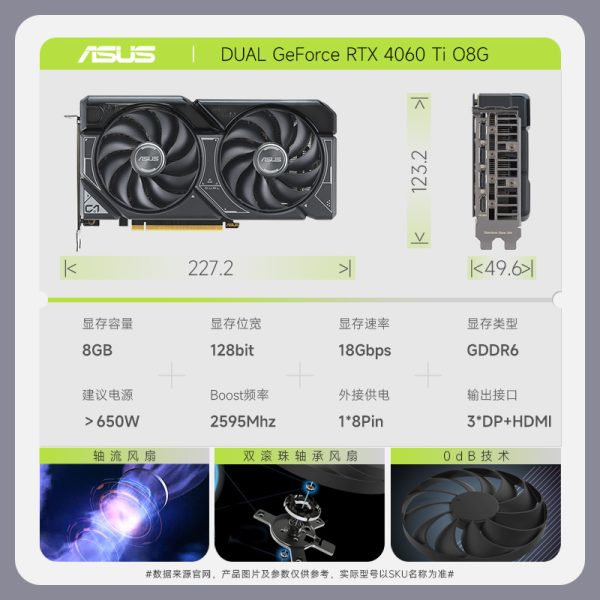 ASUS | DUAL GeForce RTX 4060 Ti O8G
ASUS
ASUS
DUAL
123.2
227.2
49.6
显存容量 显存位宽 显存速率 显存类型
8GB 128bit 18Gbps GDDR6
建议电源 Boost频率 外接供电 输出接口
＞650W 2595Mhz 1*8Pin 3*DP+HDMI
轴流风扇 双滚珠轴承风扇 0dB技术
#数据来源官网，产品图片及参数仅供参考，实际型号以SKU名称为准#